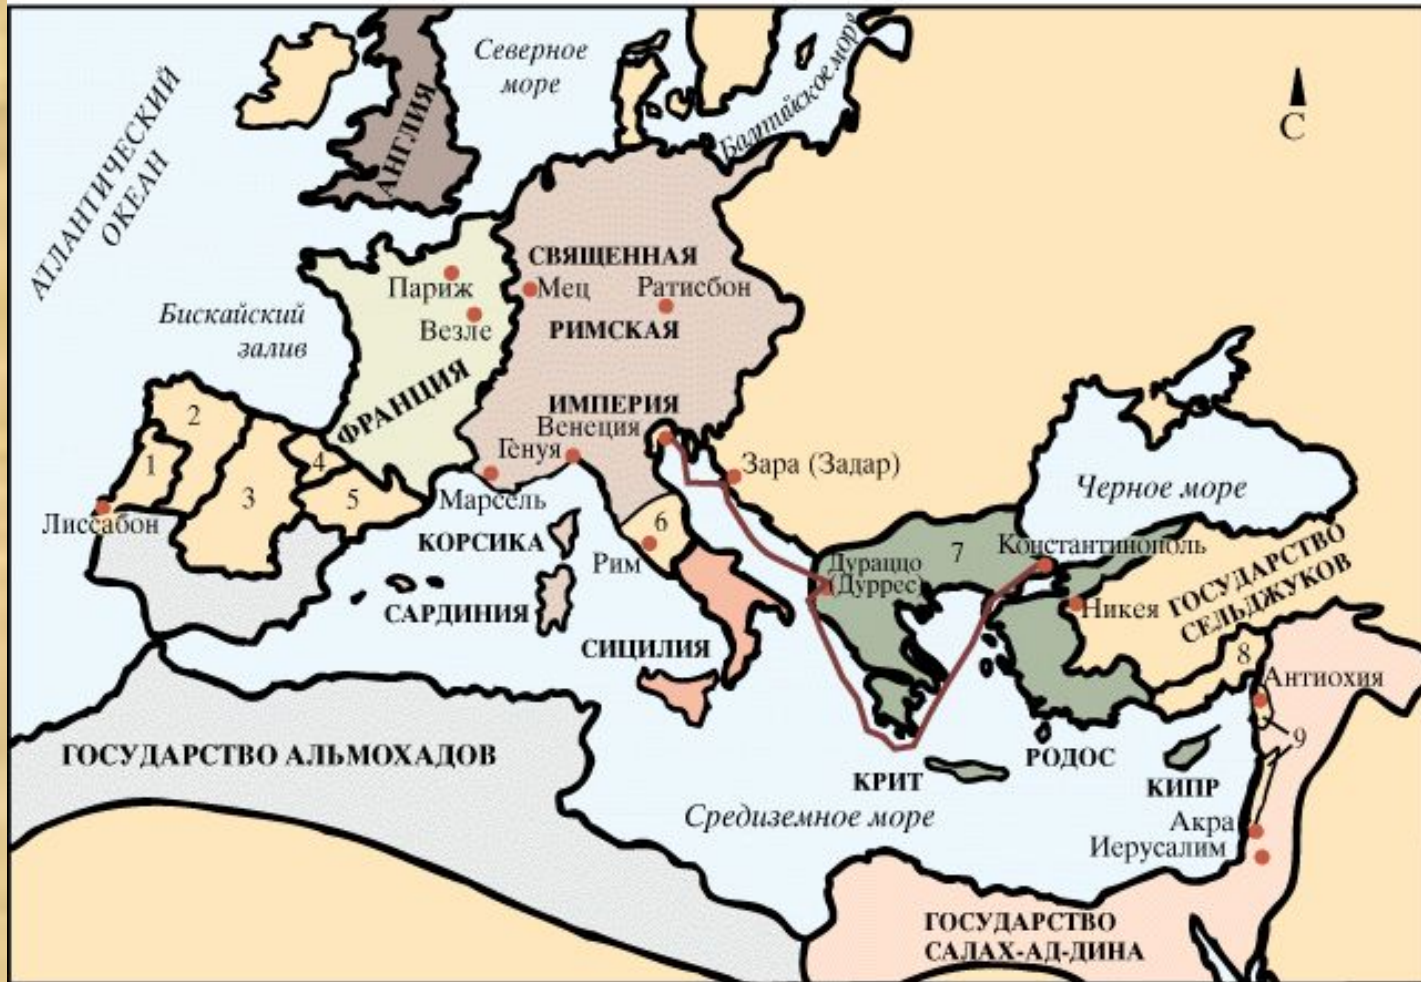 Северное
море
Балтийское море
АТЛАНТИЧЕСКИЙ
ОКЕАН
АНГЛИЯ
С
СВЯЩЕННАЯ
Париж
Мец
Ратисбон
Бискайский
залив
Везле
РИМСКАЯ
ФРАНЦИЯ
ИМПЕРИЯ
Венеция
2
Генуя
1
4
3
5
Зара (Задар)
Марсель
Черное море
Лиссабон
6
КОРСИКА
Рим
7
Константинополь
Дураццо
(Дуррес)
САРДИНИЯ
Никея
ГОСУДАРСТВО
СЕЛЬДЖУКОВ
СИЦИЛИЯ
8
Антиохия
9
ГОСУДАРСТВО АЛЬМОХАДОВ
РОДОС
КРИТ
КИПР
Средиземное море
Акра
Иерусалим
ГОСУДАРСТВО
САЛАХ-АД-ДИНА